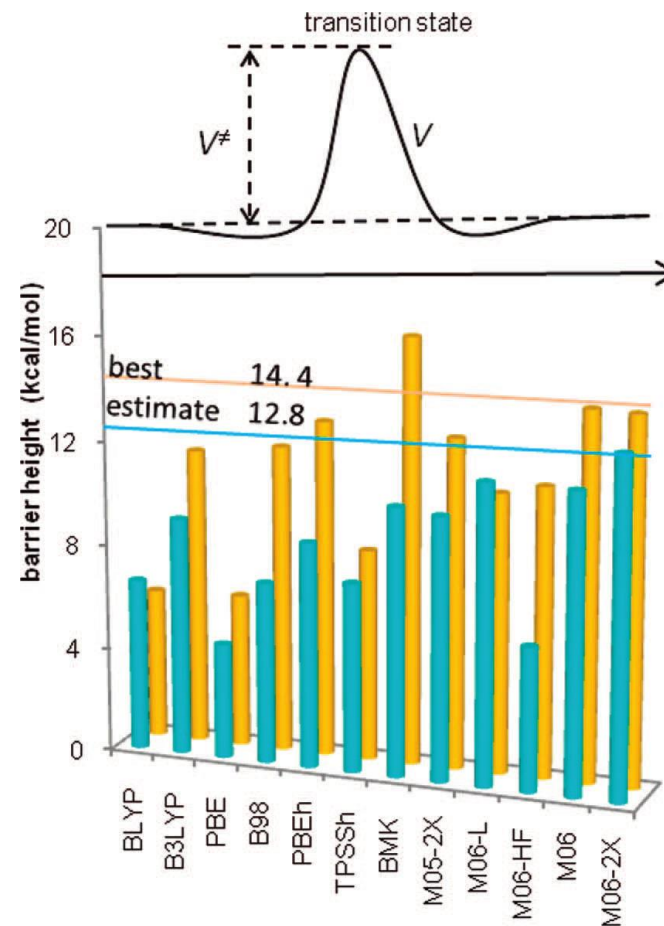 transition state
V≠
V
20
16
12
8
4
0
barrier height (kcal/mol)
best 14.4
estimate 12.8
BLYP
B3LYP
PBE
B98
PBEh
TPSSh
BMK
M05-2X
M06-L
M06-HF
M06
M06-2X